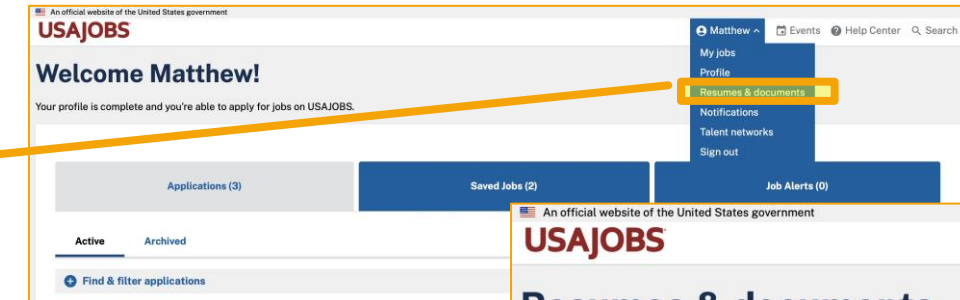 An official website of the United States government
USAJOBS
Matthew
Events
Help Center
Search
My jobs
Profile
Resumes & documents
Notifications
Talent networks
Sign out
Welcome Matthew!
Your profile is complete and you're able to apply for jobs on USAJOBS.
Applications (3)
Saved Jobs (2)
Job Alerts (0)
Active
Archived
Find & filter applications
An official website of the United States government
USAJOBS
Resumes & documents